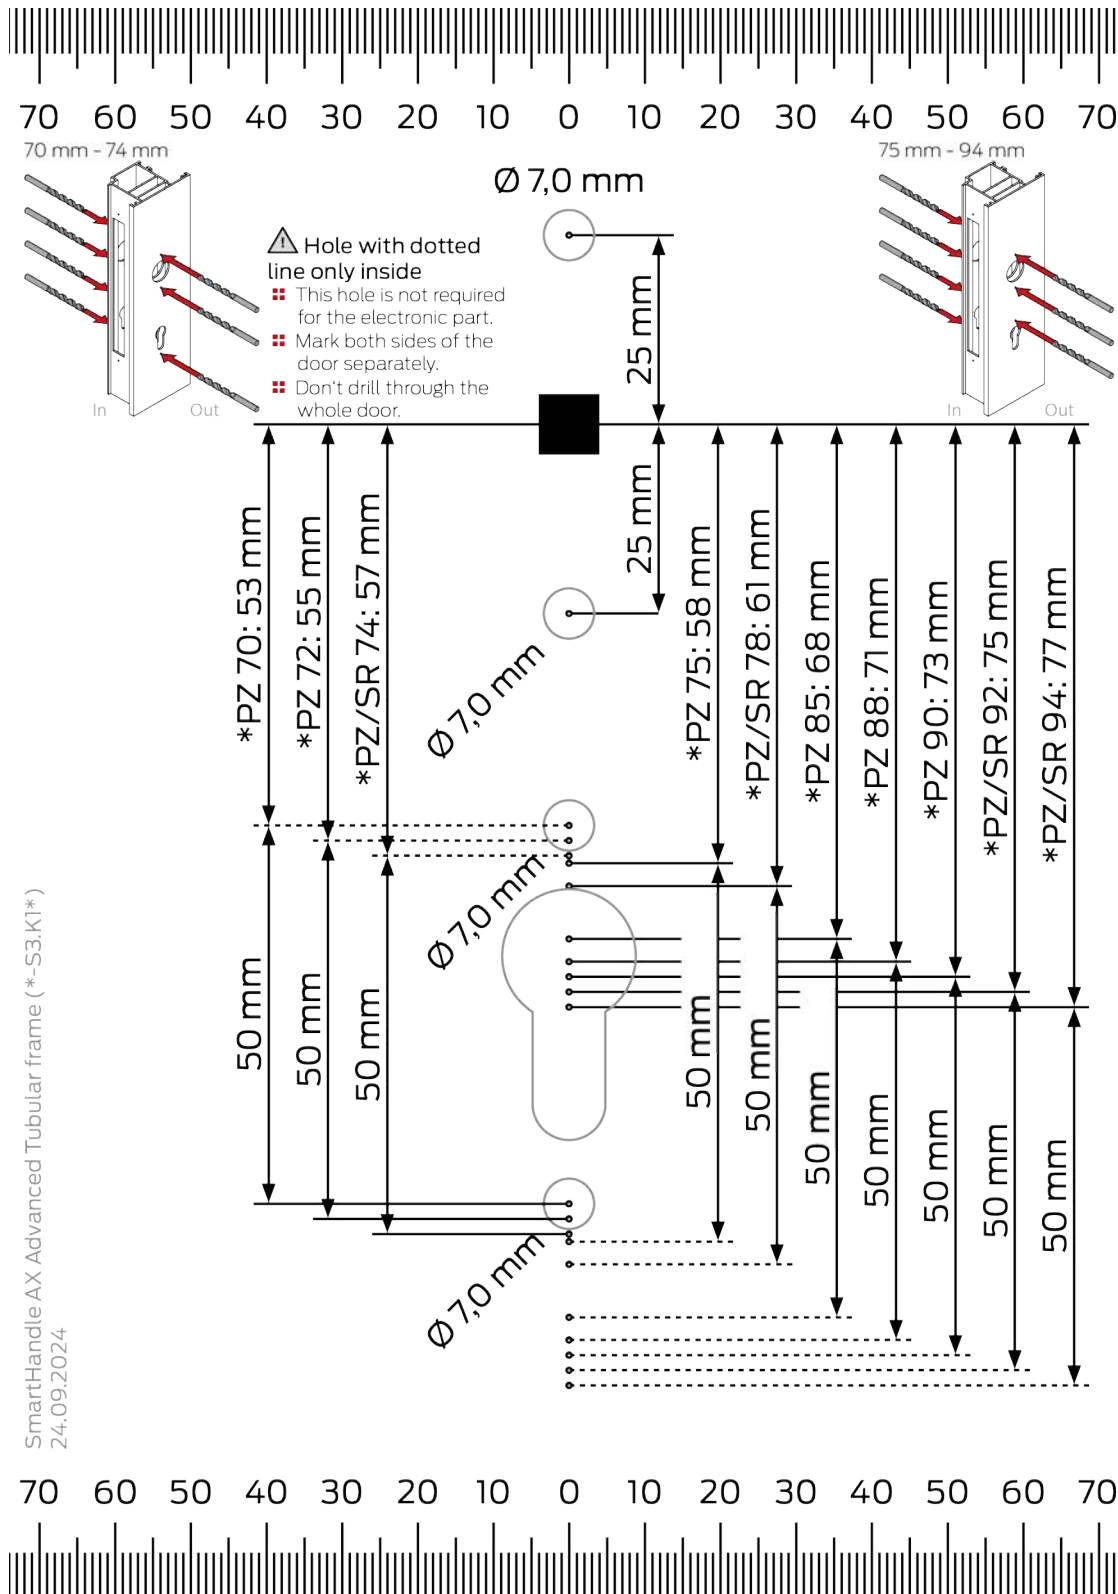 70 60 50 40 30 20 10 0 10 20 30 40 50 60 70
70 mm - 74 mm
In
Out
75 mm - 94 mm
In
Out
Ø 7,0 mm
Hole with dotted
line only inside
This hole is not required
for the electronic part.
Mark both sides of the
door separately.
Don't drill through the
whole door.
25 mm
25 mm
Ø 7,0 mm
*PZ 70: 53 mm
*PZ 72: 55 mm
*PZ/SR 74: 57 mm
*PZ 75: 58 mm
*PZ/SR 78: 61 mm
*PZ 85: 68 mm
*PZ 88: 71 mm
*PZ 90: 73 mm
*PZ/SR 92: 75 mm
*PZ/SR 94: 77 mm
Ø 7,0 mm
50 mm
50 mm
50 mm
50 mm
50 mm
50 mm
50 mm
50 mm
50 mm
50 mm
Ø 7,0 mm
SmartHandle AX Advanced Tubular frame (*-S3.K1*)
24.09.2024
70 60 50 40 30 20 10 0 10 20 30 40 50 60 70